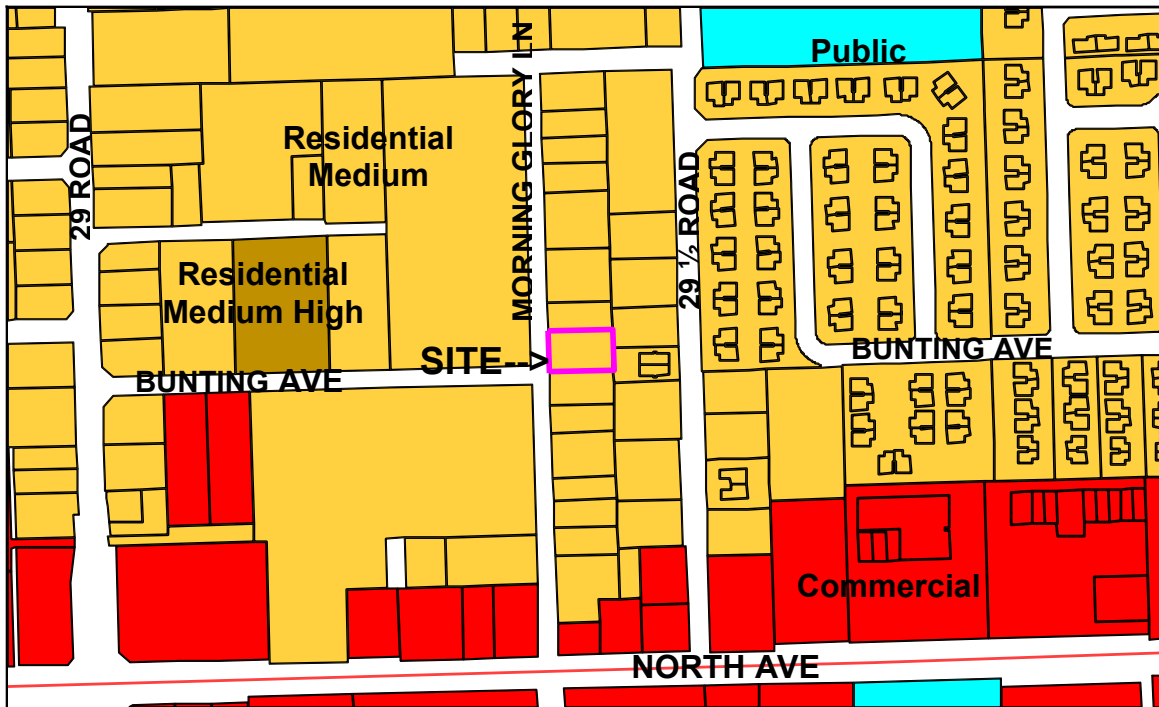 Public
MORNING GLORY LN
29 ROAD
Residential
Medium
29 ½ ROAD
Residential
Medium High
SITE-->
BUNTING AVE
BUNTING AVE
Commercial
NORTH AVE